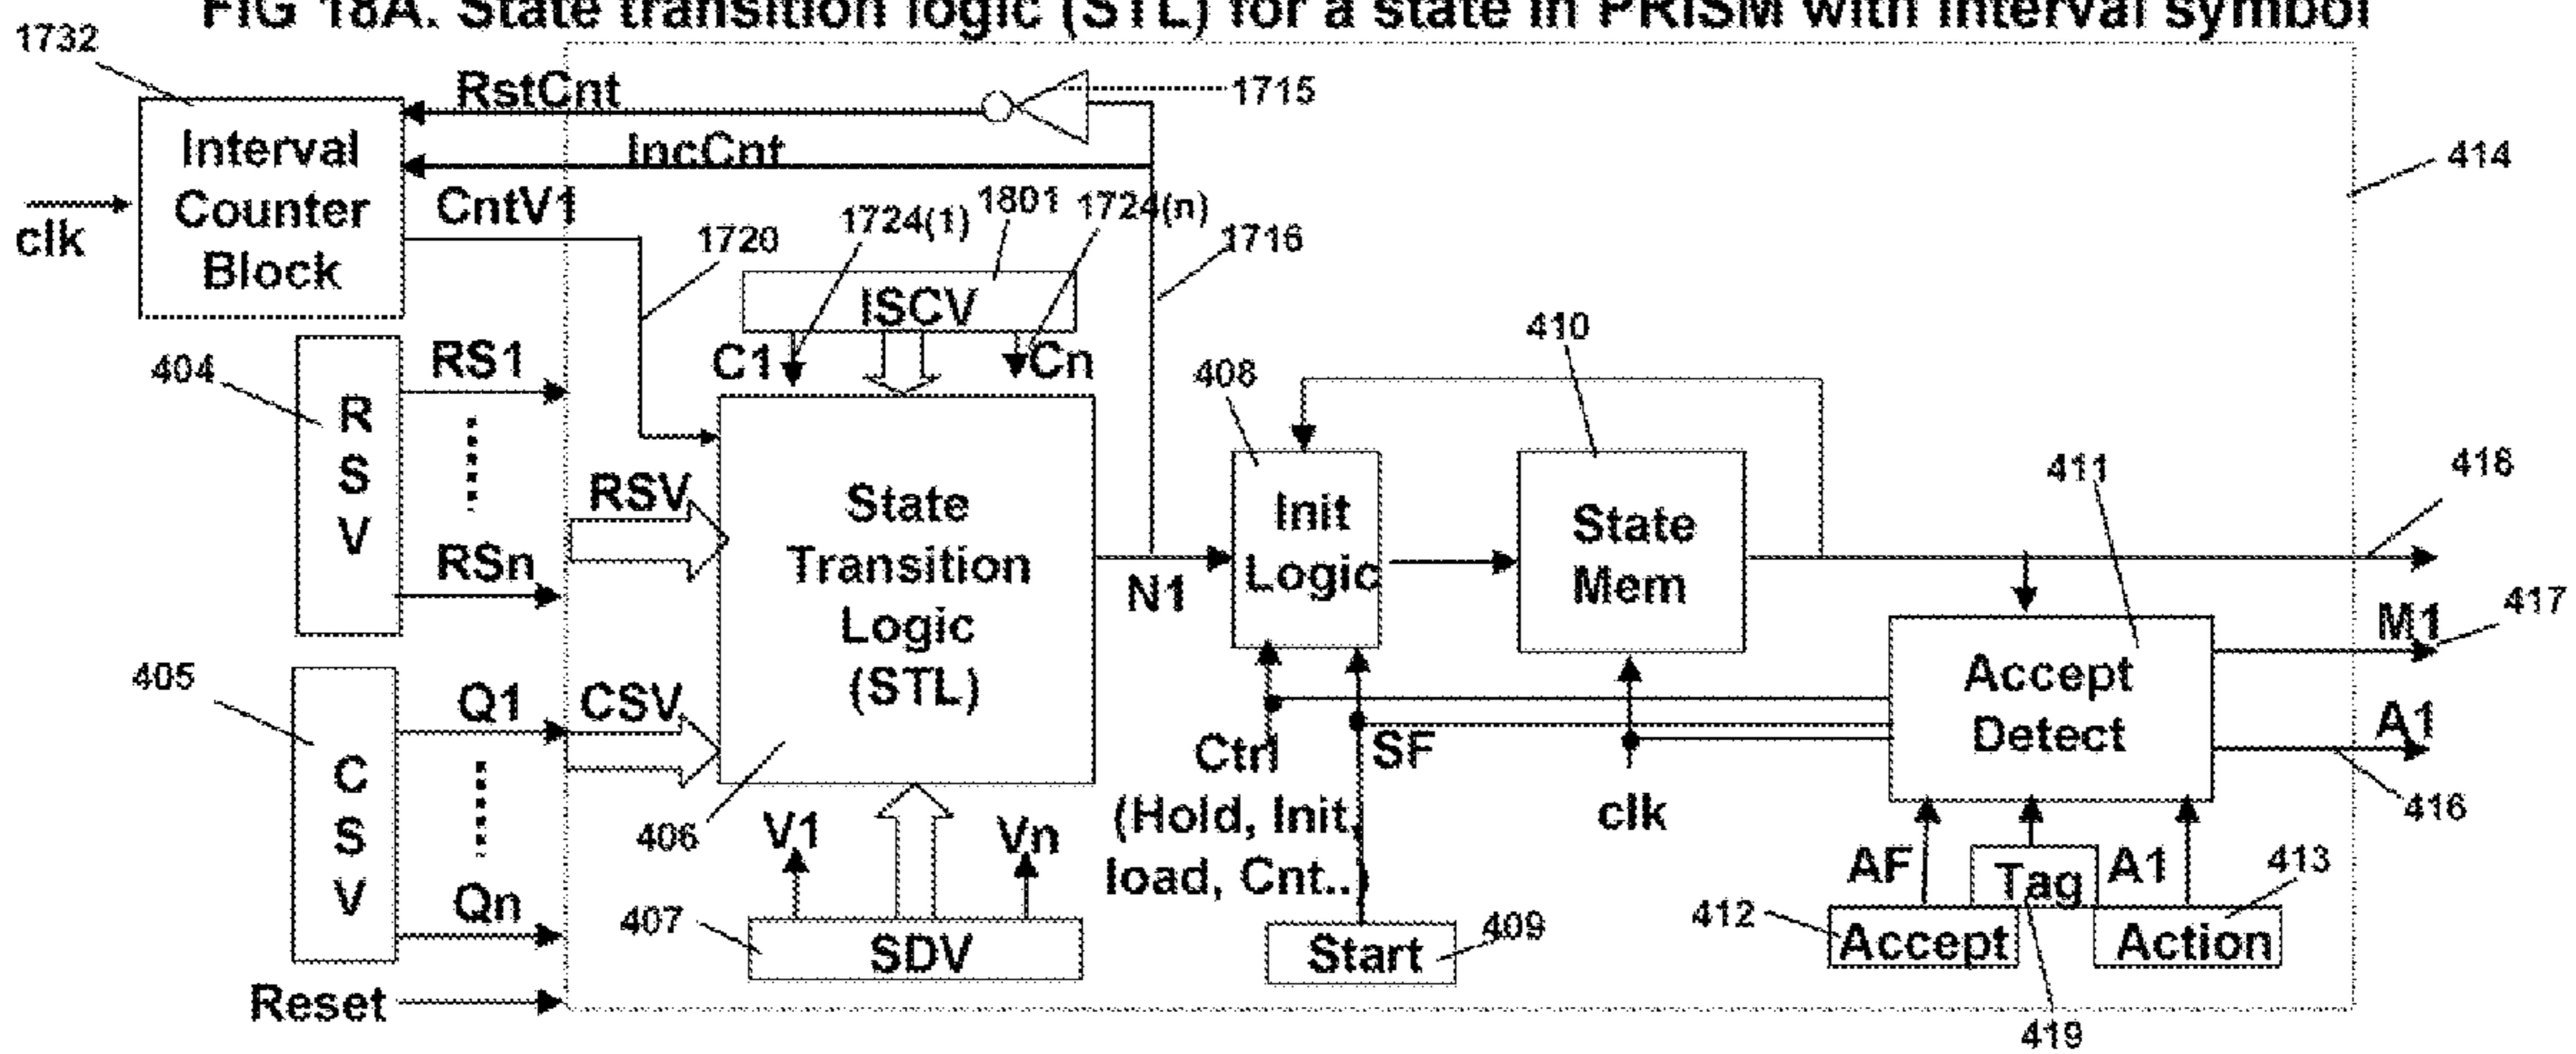 FIG 18A. State transition logic (STL) for a state in PRISM with interval symbol
1732
RstCnt
1715
Interval
Counter
Block
IncCnt
414
clk
CntV1
1720
1724(1)
1801
1724(n)
1716
ISCV
C1
Cn
404
RS1
R
S
V
RSn
RSV
State
Transition
Logic
(STL)
N1
408
Init
Logic
410
State
Mem
411
418
M1
417
Accept
Detect
A1
416
405
Q1
C
S
V
Qn
CSV
406
V1
Vn
Ctrl
(Hold, Init,
load, Cnt..)
SF
clk
AF
Tag
A1
413
407
SDV
Start
409
412
Accept
Action
Reset
419